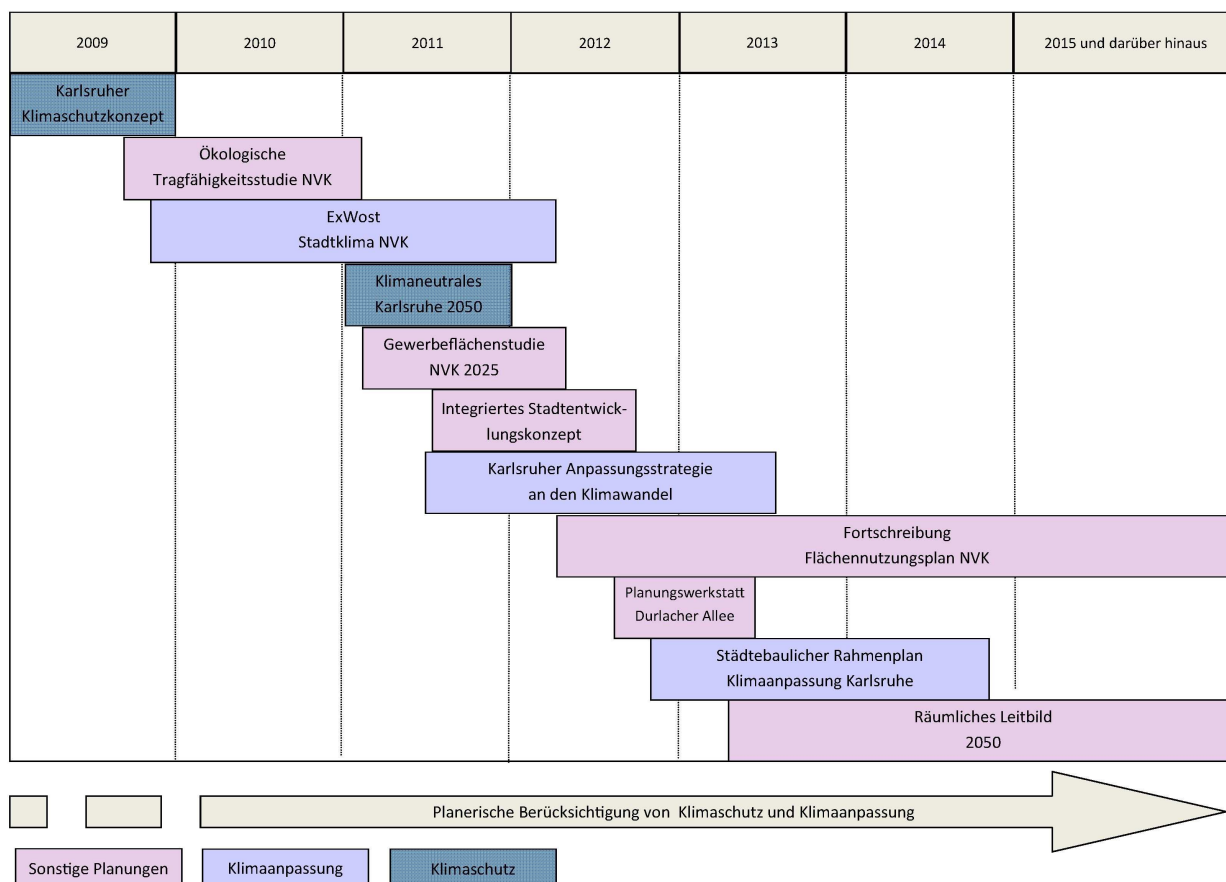 2009 2010 2011 2012 2013 2014 2015 und darüber hinaus
Karlsruher
Klimaschutzkonzept
Ökologische
Tragfähigkeitsstudie NVK
ExWost
Stadtklima NVK
Klimaneutrales
Karlsruhe 2050
Gewerbeflächenstudie
NVK 2025
Integriertes Stadtentwick-
lungskonzept
Karlsruher Anpassungsstrategie
an den Klimawandel
Fortschreibung
Flächennutzungsplan NVK
Planungswerkstatt
Durlacher Allee
Städtebaulicher Rahmenplan
Klimaanpassung Karlsruhe
Räumliches Leitbild
2050
Planerische Berücksichtigung von Klimaschutz und Klimaanpassung
Sonstige Planungen Klimaanpassung Klimaschutz